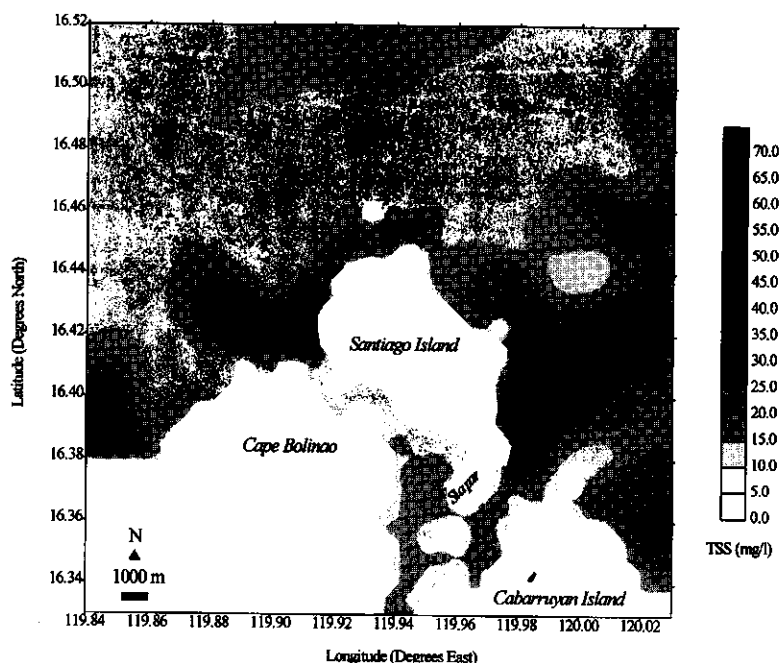 16.52
16.50
16.48
16.46
16.44
16.42
16.40
16.38
16.36
16.34
Latitude (Degrees North)
Santiago Island
Cape Bolinao
Siapar
Cabarruyan Island
N
1000 m
119.84 119.86 119.88 119.90 119.92 119.94 119.96 119.98 120.00 120.02
Longitude (Degrees East)
70.0
65.0
60.0
55.0
50.0
45.0
40.0
35.0
30.0
25.0
20.0
15.0
10.0
5.0
0.0
TSS (mg/l)